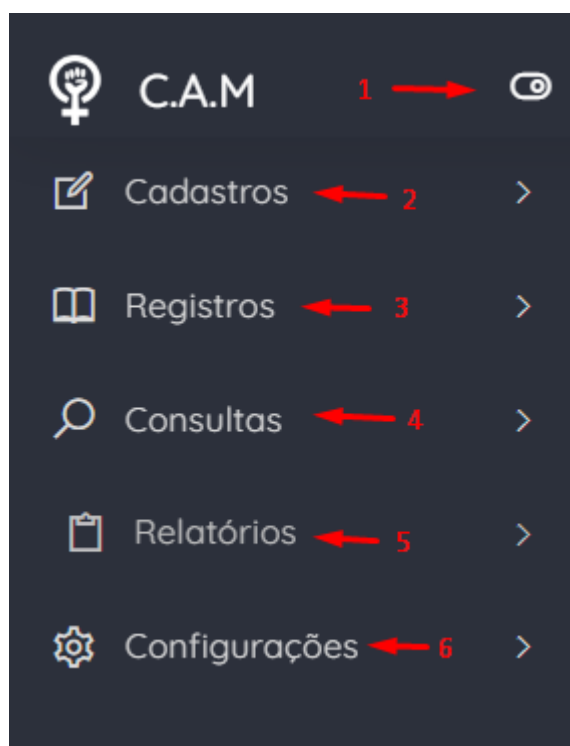 C.A.M 1
Cadastros 2
Registros 3
Consultas 4
Relatórios 5
Configurações 6